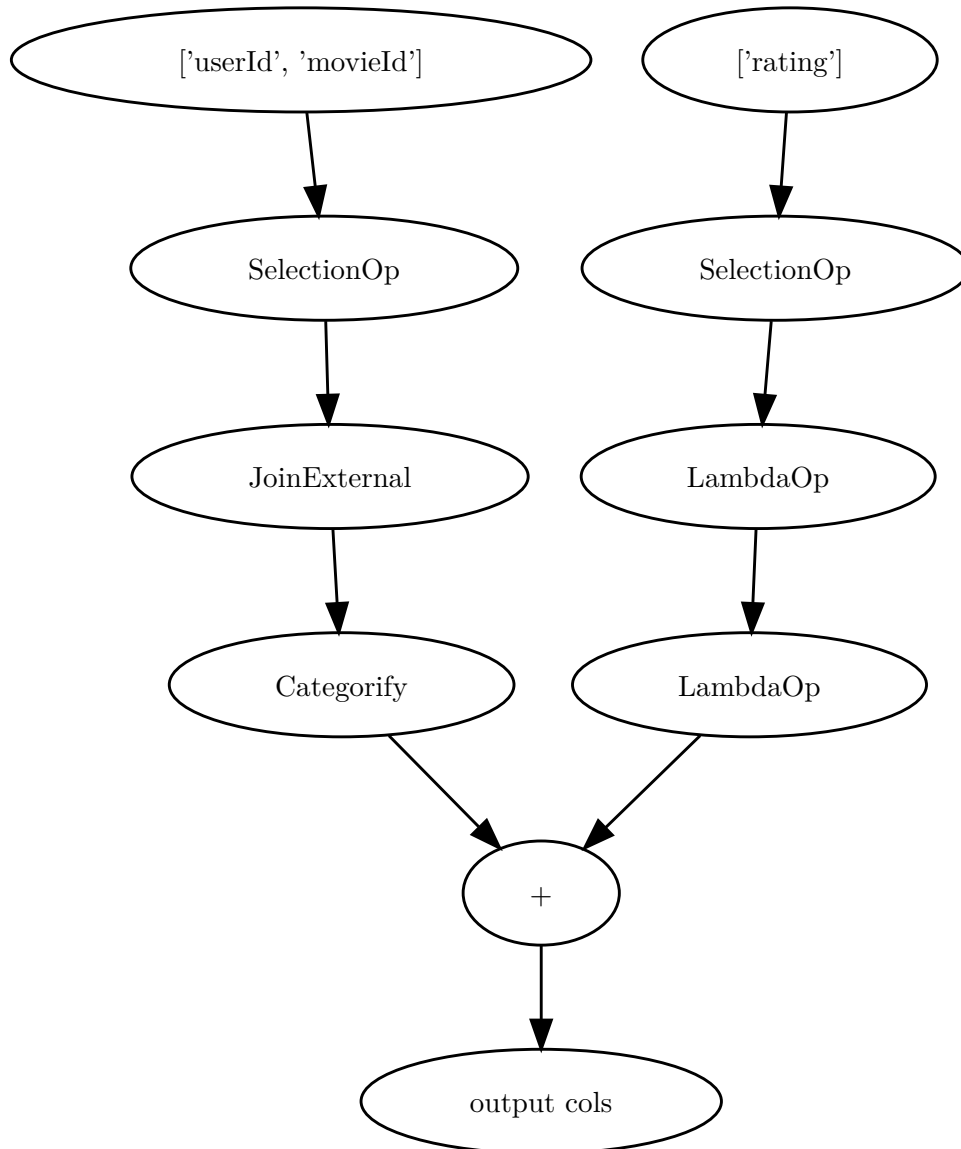 [’userId’, ’movieId’]
[’rating’]
SelectionOp
SelectionOp
JoinExternal
LambdaOp
Categorify
LambdaOp
+
output cols